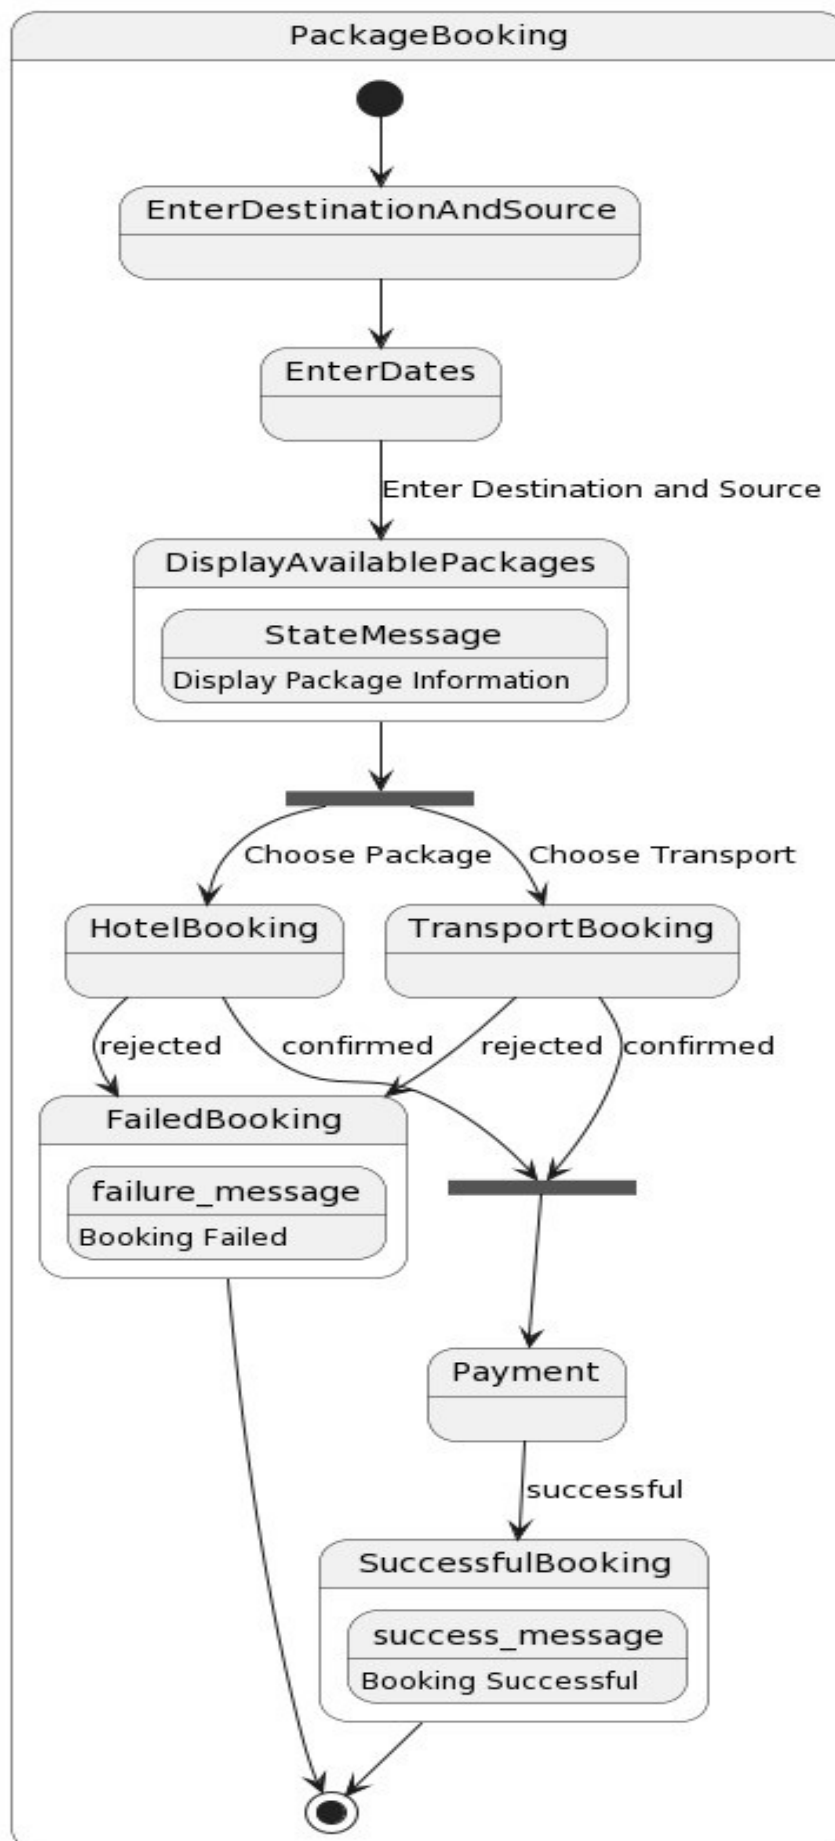 PackageBooking
EnterDestinationAndSource
EnterDates
Enter Destination and Source
DisplayAvailablePackages
StateMessage
Display Package Information
Choose Package
Choose Transport
HotelBooking
TransportBooking
rejected
confirmed
rejected
confirmed
FailedBooking
failure_message
Booking Failed
Payment
successful
SuccessfulBooking
success_message
Booking Successful